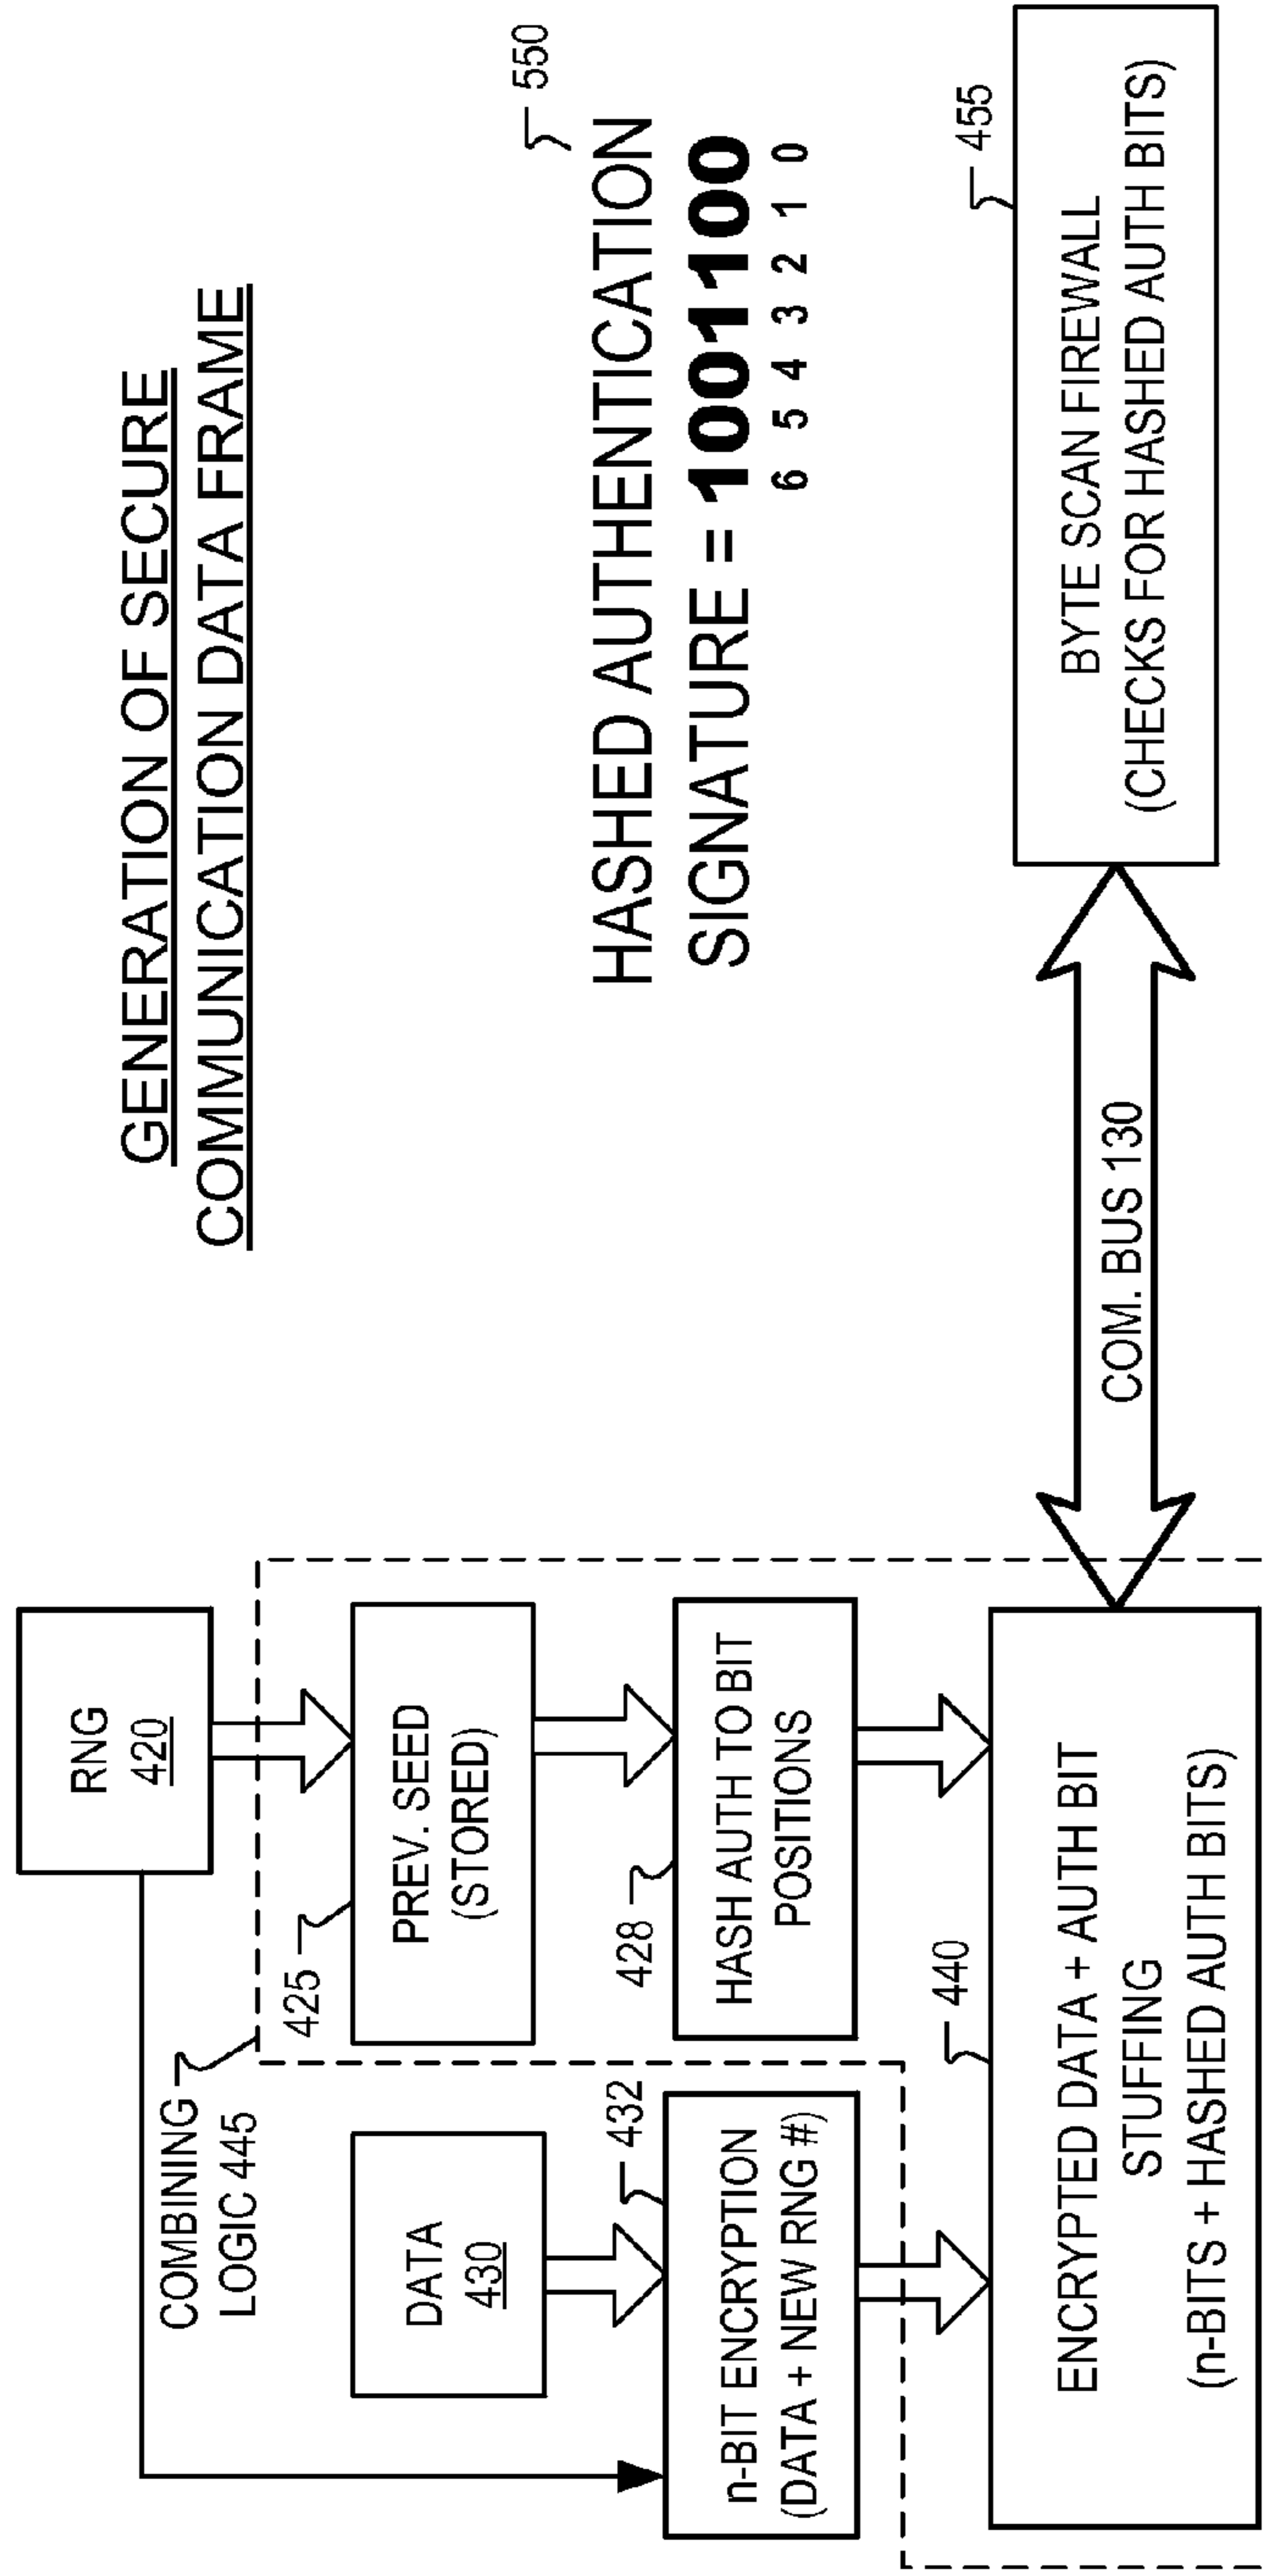 GENERATION OF SECURE
COMMUNICATION DATA FRAME
RNG
420
COMBINING
LOGIC 445
425
PREV. SEED
(STORED)
DATA
430
432
428
HASH AUTH TO BIT
POSITIONS
n-BIT ENCRYPTION
(DATA + NEW RNG #)
550
HASHED AUTHENTICATION
SIGNATURE = 1001100
6 5 4 3 2 1 0
440
ENCRYPTED DATA + AUTH BIT
STUFFING
(n-BITS + HASHED AUTH BITS)
COM. BUS 130
455
BYTE SCAN FIREWALL
(CHECKS FOR HASHED AUTH BITS)